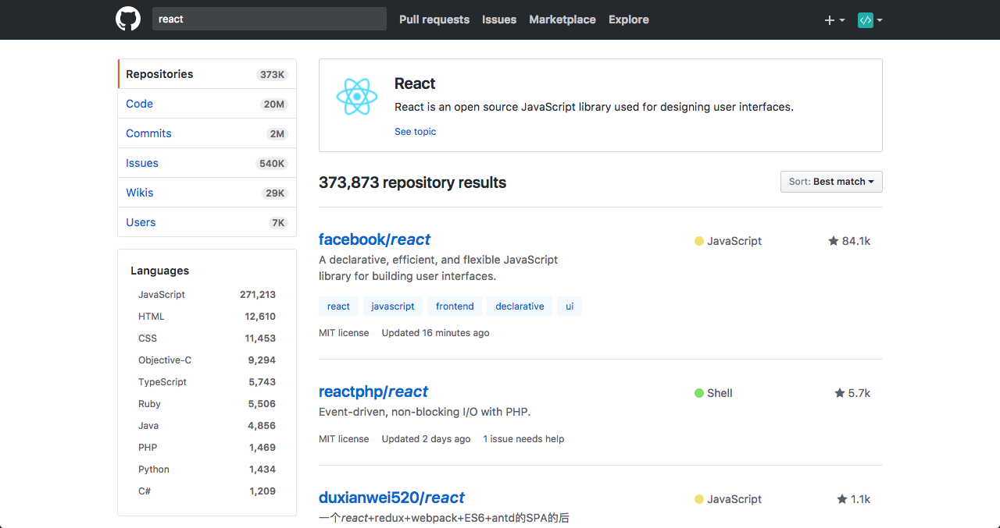 react
Pull requests
Issues
Marketplace
Explore
Repositories 373K
Code 20M
Commits 2M
Issues 540K
Wikis 29K
Users 7K
Languages
JavaScript 271,213
HTML 12,610
CSS 11,453
Objective-C 9,294
TypeScript 5,743
Ruby 5,506
Java 4,856
PHP 1,469
Python 1,434
C# 1,209
React
React is an open source JavaScript library used for designing user interfaces.
See topic
373,873 repository results
Sort: Best match
facebook/react
JavaScript
84.1k
A declarative, efficient, and flexible JavaScript
library for building user interfaces.
react javascript frontend declarative ui
MIT license Updated 16 minutes ago
reactphp/react
Shell
5.7k
Event-driven, non-blocking I/O with PHP.
MIT license Updated 2 days ago 1 issue needs help
duxianwei520/react
JavaScript
1.1k
一个react+redux+webpack+ES6+antd的SPA的后